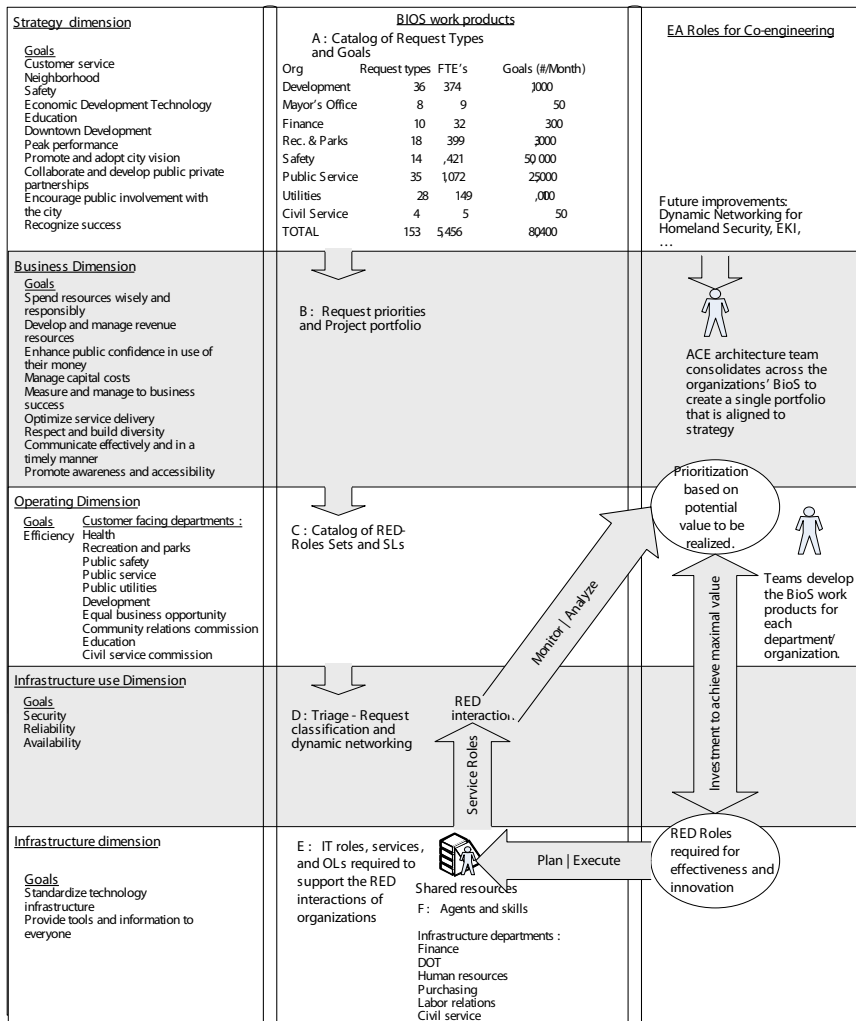 Strategy dimension
Goals
Customer service
Neighborhood
Safety
Economic Development Technology
Education
Downtown Development
Peak performance
Promote and adopt city vision
Collaborate and develop public private
partnerships
Encourage public involvement with
the city
Recognize success
BIOS work products
A : Catalog of Request Types
and Goals
Org Request types FTE's Goals (#/Month)
Development 36 374 ,1000
Mayor's Office 8 9 50
Finance 10 32 300
Rec. & Parks 18 399
Safety 14 ,421 50,000
Public Service 35 1,072 25,000
Utilities 28 149
Civil Service 4 5 50
TOTAL 153 5,456 80,400
EA Roles for Co-engineering
Future improvements:
Dynamic Networking for
Homeland Security, EKI,
...
Business Dimension
Goals
Spend resources wisely and
responsibly
Develop and manage revenue
resources
Enhance public confidence in use of
their money
Manage capital costs
Measure and manage to business
success
Optimize service delivery
Respect and build diversity
Communicate effectively and in a
timely manner
Promote awareness and accessibility
B : Request priorities
and Project portfolio
ACE architecture team
consolidates across the
organizations' BioS to
create a single portfolio
that is aligned to
strategy
Operating Dimension
Goals
Efficiency
Customer facing departments :
Health
Recreation and parks
Public safety
Public service
Public utilities
Development
Equal business opportunity
Community relations commission
Education
Civil service commission
C : Catalog of RED-
Roles Sets and SLs
Prioritization
based on
potential
value to be
realized.
Teams develop
the BioS work
products for
each
department/
organization.
Monitor | Analyze
Investment to achieve maximal value
Infrastructure use Dimension
Goals
Security
Reliability
Availability
D : Triage - Request
classification and
dynamic networking
RED
interaction
Service Roles
Infrastructure dimension
Goals
Standardize technology
infrastructure
Provide tools and information to
everyone
E : IT roles, services,
and OLs required to
support the RED
interactions of
organizations
Shared resources
F : Agents and skills
Infrastructure departments :
Finance
DOT
Human resources
Purchasing
Labor relations
Civil service
Plan | Execute
RED Roles
required for
effectiveness and
innovation